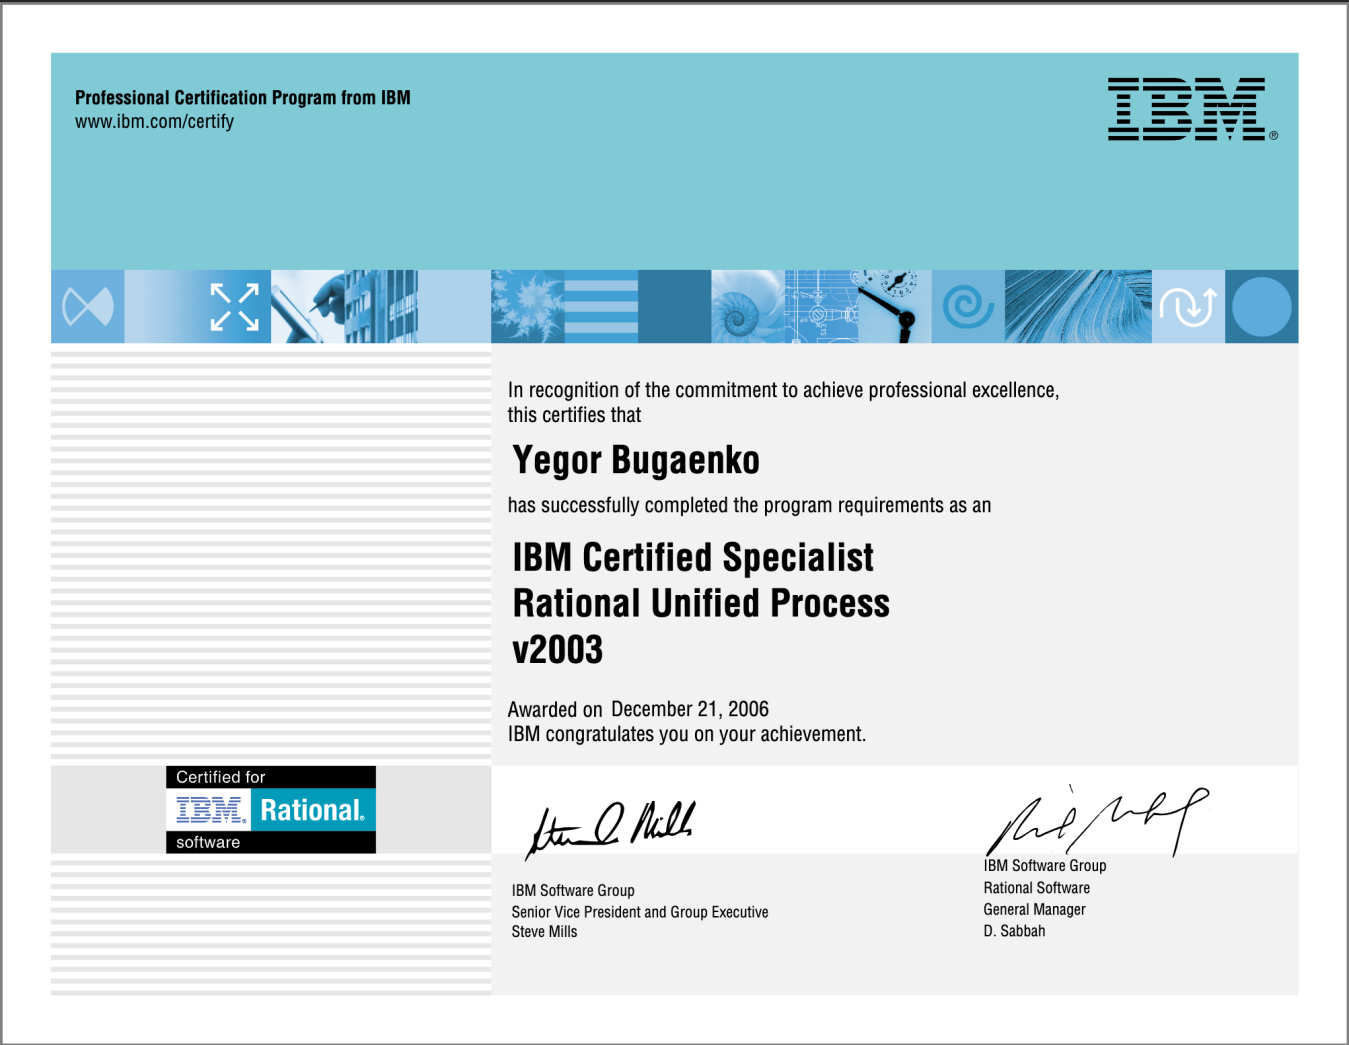 Professional Certification Program from IBM
www.ibm.com/certify
IBM®
In recognition of the commitment to achieve professional excellence,
this certifies that
Yegor Bugaenko
has successfully completed the program requirements as an
IBM Certified Specialist
Rational Unified Process
v2003
Awarded on December 21, 2006
IBM congratulates you on your achievement.
Certified for
IBM® Rational®
software
IBM Software Group
Senior Vice President and Group Executive
Steve Mills
IBM Software Group
Rational Software
General Manager
D. Sabbah